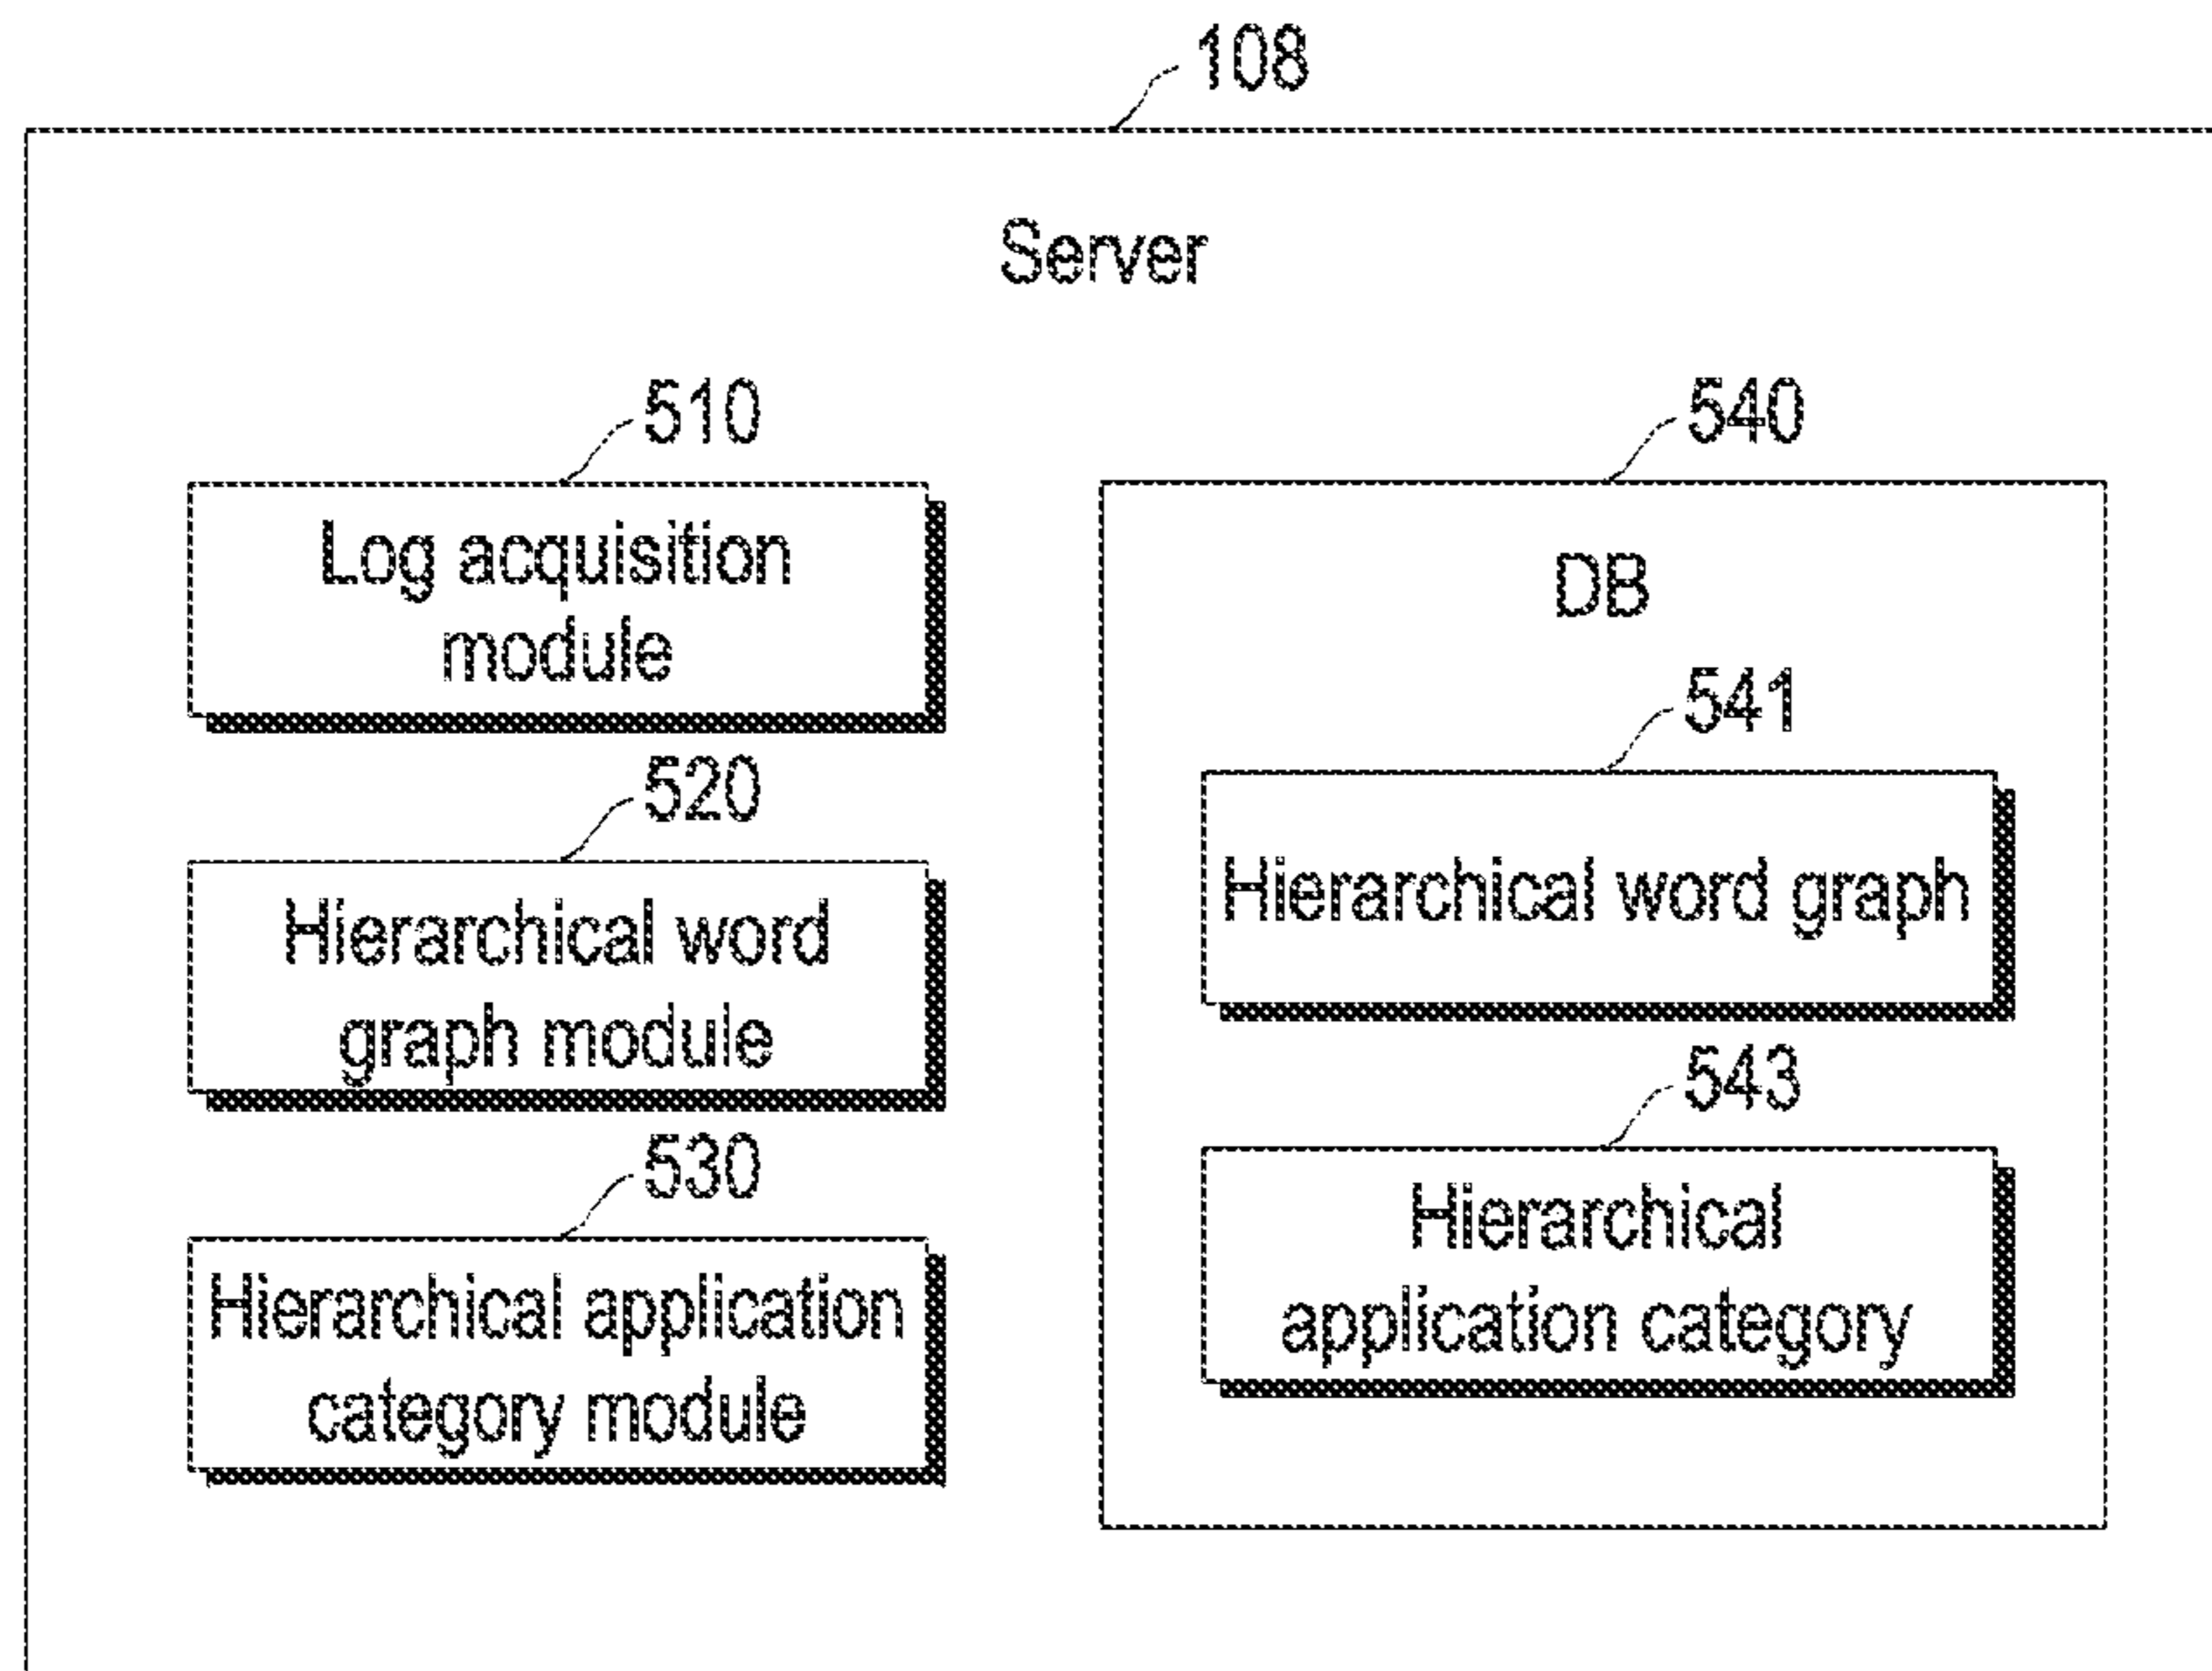 108
Server
510
Log acquisition
module
520
Hierarchical word
graph module
530
Hierarchical application
category module
540
DB
541
Hierarchical word graph
543
Hierarchical
application category